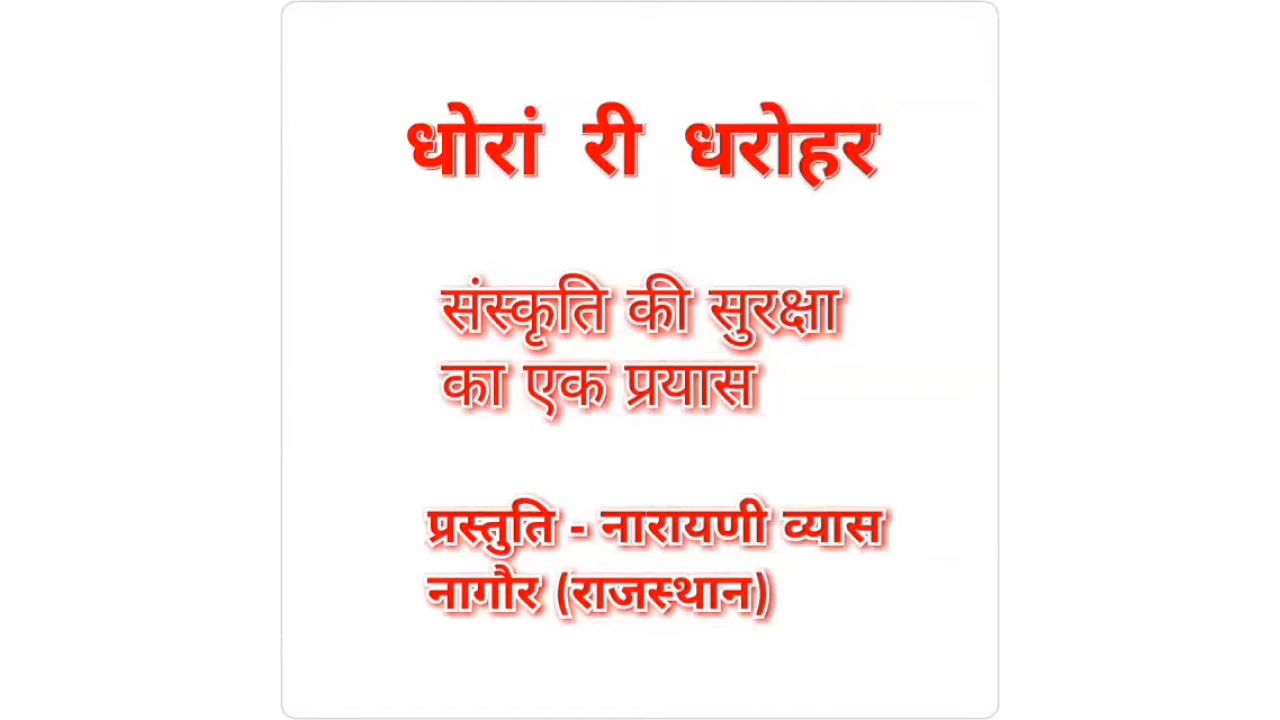 धोरां री धरोहर
संस्कृति की सुरक्षा
का एक प्रयास
प्रस्तुति - नारायणी व्यास
नागौर (राजस्थान)